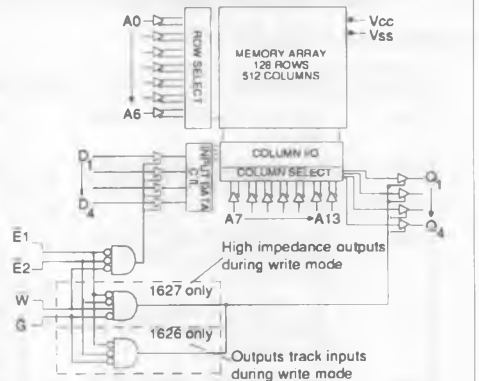 A0
A6
ROW SELECT
MEMORY ARRAY
128 ROWS
512 COLUMNS
Vcc
Vss
D1
D4
INPUT DATA
COLUMN I/O
COLUMN SELECT
A7
A13
Q1
Q4
E1
E2
W
G
High impedance outputs
during write mode
1627 only
1626 only
Outputs track inputs
during write mode